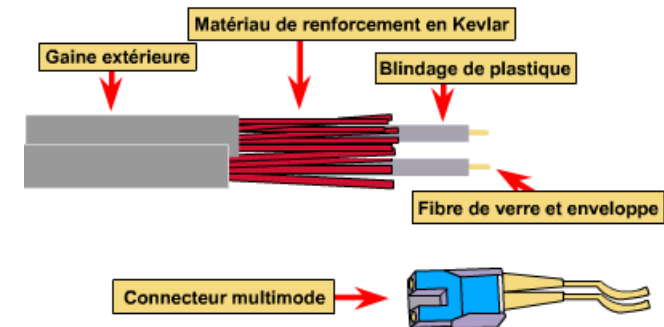 Matériau de renforcement en Kevlar
Gaine extérieure
Blindage de plastique
Fibre de verre et enveloppe
Connecteur multimode